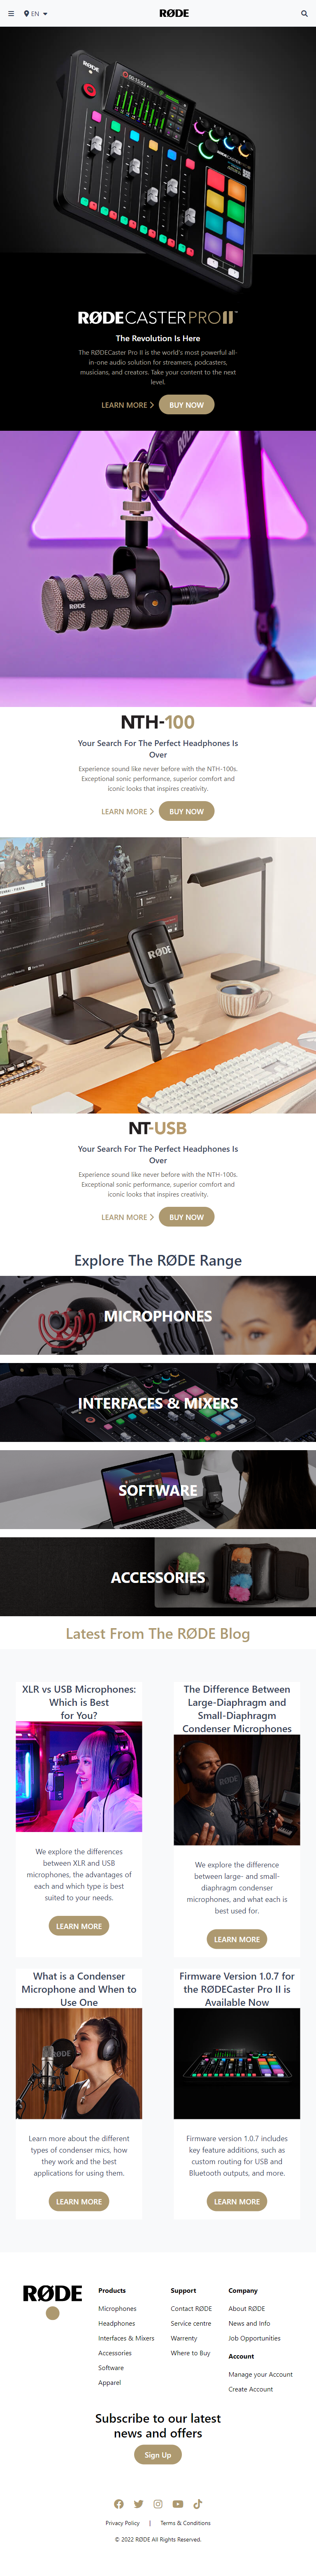 EN
RØDE
RØDECASTER PRO II™
The Revolution Is Here
The RØDECaster Pro II is the world's most powerful all-
in-one audio solution for streamers, podcasters,
musicians, and creators. Take your content to the next
level.
LEARN MORE
BUY NOW
RØDE
RØDE
NTH-100
Your Search For The Perfect Headphones Is
Over
Experience sound like never before with the NTH-100s.
Exceptional sonic performance, superior comfort and
iconic looks that inspires creativity.
LEARN MORE
BUY NOW
RØDE
NT-USB
Your Search For The Perfect Headphones Is
Over
Experience sound like never before with the NTH-100s.
Exceptional sonic performance, superior comfort and
iconic looks that inspires creativity.
LEARN MORE
BUY NOW
Explore The RØDE Range
MICROPHONES
INTERFACES & MIXERS
SOFTWARE
ACCESSORIES
Latest From The RØDE Blog
XLR vs USB Microphones:
Which is Best
for You?
We explore the differences
between XLR and USB
microphones, the advantages of
each and which type is best
suited to your needs.
LEARN MORE
The Difference Between
Large-Diaphragm and
Small-Diaphragm
Condenser Microphones
RØDE
We explore the difference
between large- and small-
diaphragm condenser
microphones, and what each is
best used for.
LEARN MORE
What is a Condenser
Microphone and When to
Use One
RØDE
Learn more about the different
types of condenser mics, how
they work and the best
applications for using them.
LEARN MORE
Firmware Version 1.0.7 for
the RØDECaster Pro II is
Available Now
Firmware version 1.0.7 includes
key feature additions, such as
custom routing for USB and
Bluetooth outputs, and more.
LEARN MORE
RØDE
Products
Microphones
Headphones
Interfaces & Mixers
Accessories
Software
Apparel
Support
Contact RØDE
Service centre
Warrenty
Where to Buy
Company
About RØDE
News and Info
Job Opportunities
Account
Manage your Account
Create Account
Subscribe to our latest
news and offers
Sign Up
Privacy Policy | Terms & Conditions
© 2022 RØDE All Rights Reserved.